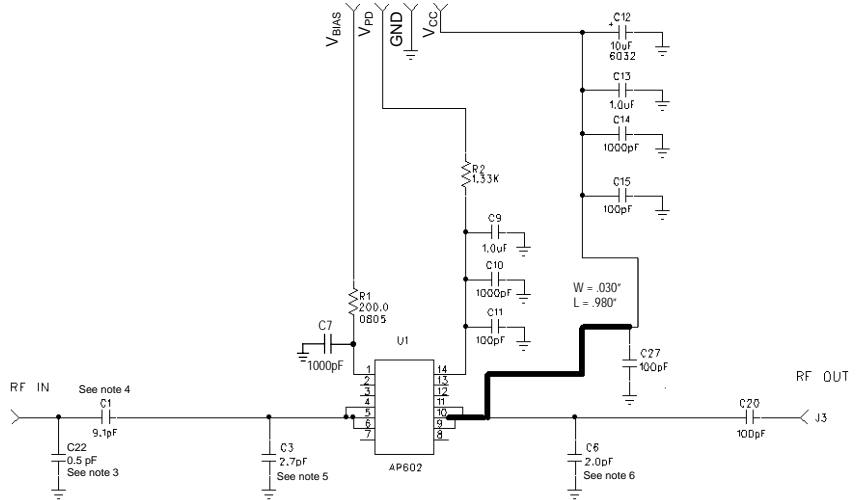 VBIAS
VPD
GND
VCC
C12
+
10uF
6032
C13
1.0uF
C14
1000pF
R2
1.33K
C15
100pF
C9
1.0uF
C10
1000pF
W = .030"
L = .980"
R1
200.0
0805
C11
100pF
C7
1000pF
U1
C27
100pF
1
2
3
4
5
6
7
14
13
12
11
10
9
8
RF IN
See note 4
C1
9.1pF
RF OUT
C20
100pF
J3
C22
0.5 pF
See note 3
C3
2.7pF
See note 5
AP602
C6
2.0pF
See note 6